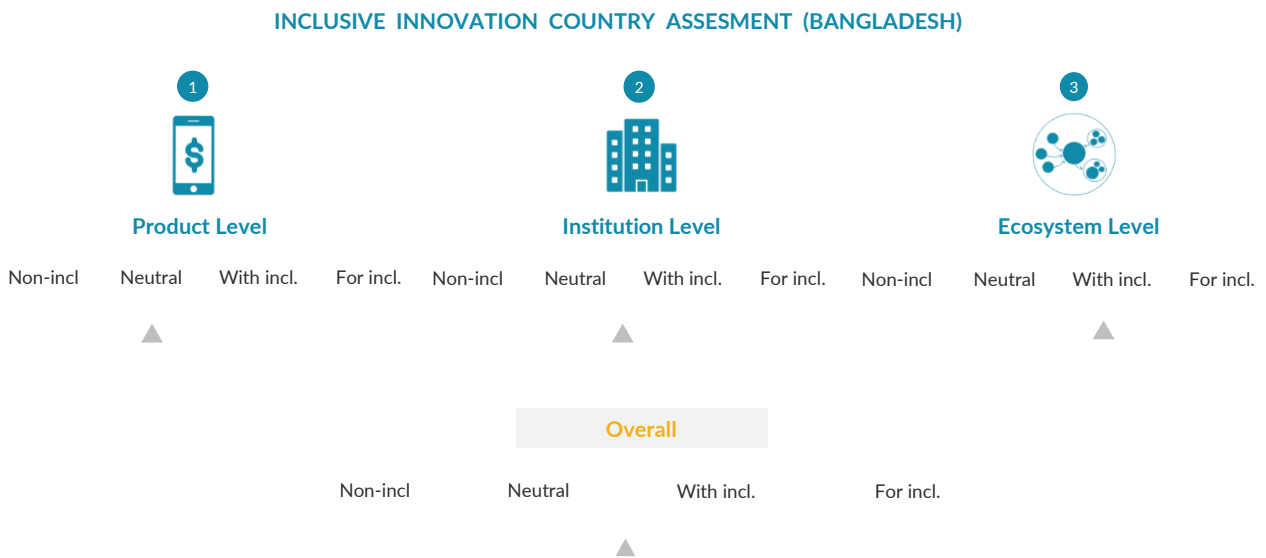 INCLUSIVE INNOVATION COUNTRY ASSESMENT (BANGLADESH)
1
2
3
$
Product Level
Institution Level
Ecosystem Level
Non-incl Neutral With incl. For incl. Non-incl Neutral With incl. For incl. Non-incl Neutral With incl. For incl.
Overall
Non-incl Neutral With incl. For incl.